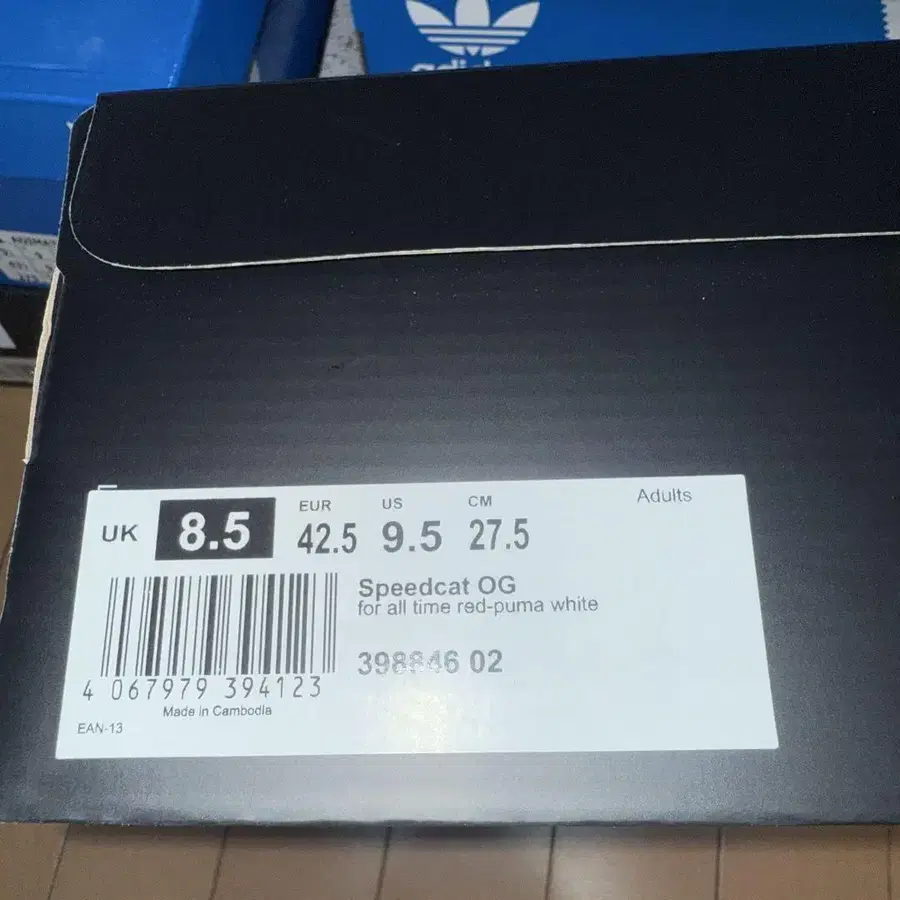 adidas
UK 8.5 EUR 42.5 US 9.5 CM 27.5 Adults
Speedcat OG
for all time red-puma white
398846 02
4 067979 394123
Made in Cambodia
EAN-13